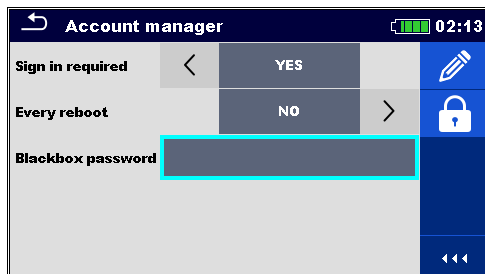 Account manager 02:13
Sign in required YES
Every reboot NO
Blackbox password